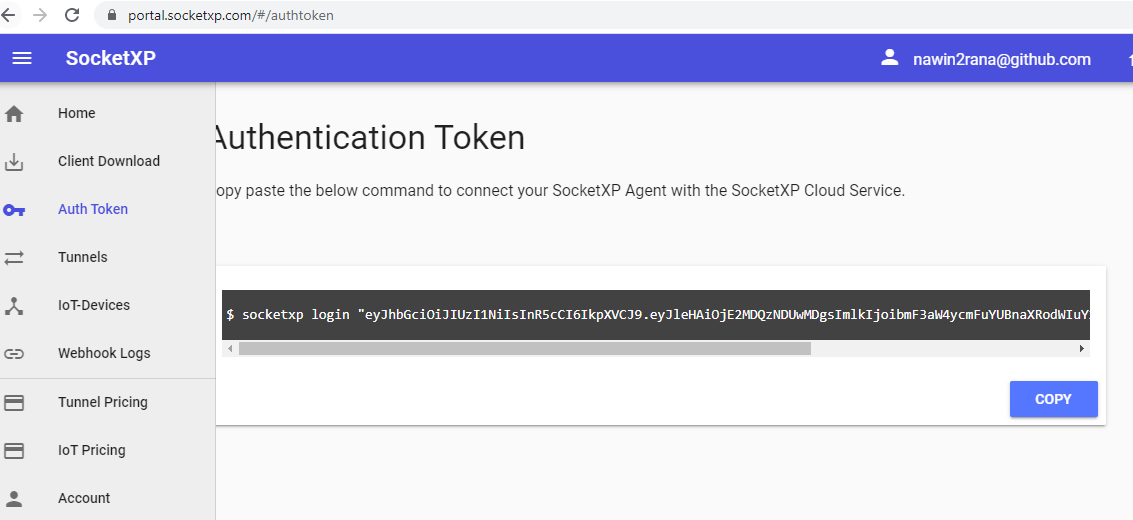 portal.socketxp.com/#/authtoken
SocketXP
nawin2rana@github.com
Home
Client Download
Auth Token
Tunnels
IoT-Devices
Webhook Logs
Tunnel Pricing
IoT Pricing
Account
Authentication Token
opy paste the below command to connect your SocketXP Agent with the SocketXP Cloud Service.
$ socketxp login "eyJhbGciOiJIUzI1NiIsInR5cCI6IkpXVCJ9.eyJleHAiOjE2MDQzNDUwMDgsImlkIjoibmF3aW4ycmFuYUBnaXRodWIuY
COPY